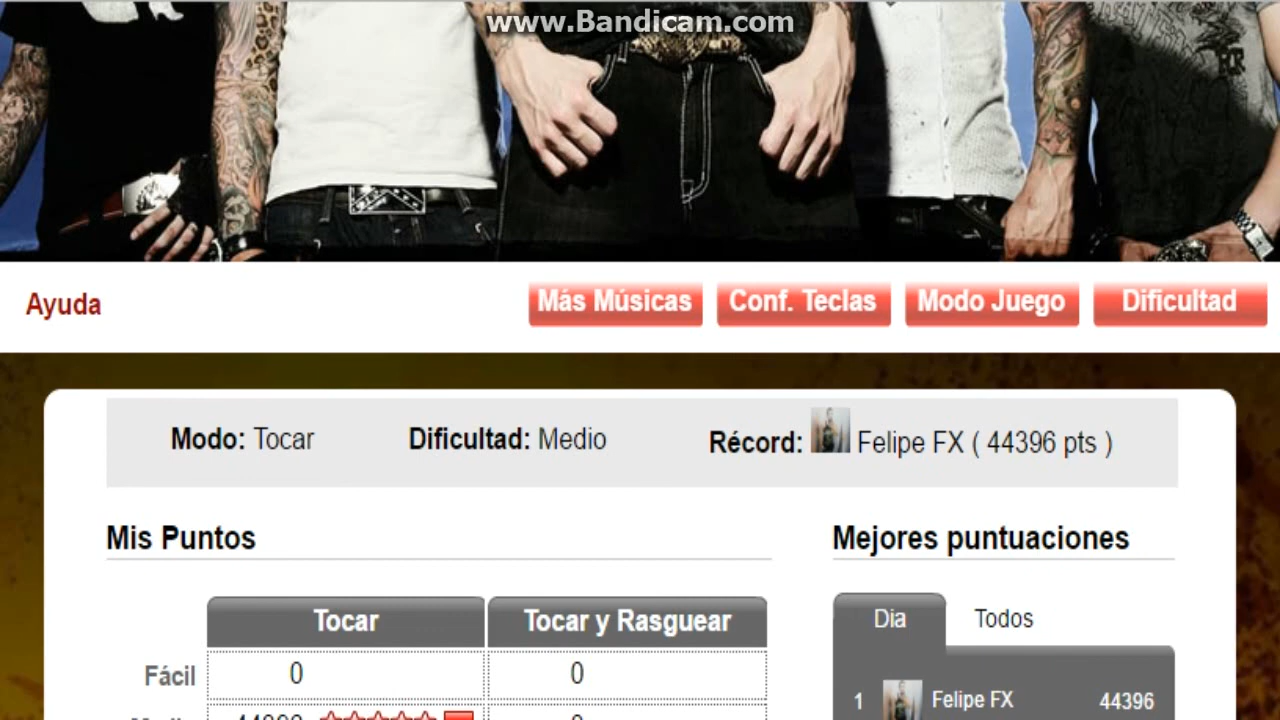 www.Bandicam.com
Ayuda
Más Músicas
Conf. Teclas
Modo Juego
Dificultad
Modo: Tocar
Dificultad: Medio
Récord: Felipe FX ( 44396 pts )
Mis Puntos
Mejores puntuaciones
Tocar
Tocar y Rasguear
Dia
Todos
Fácil 0 0
1 Felipe FX 44396